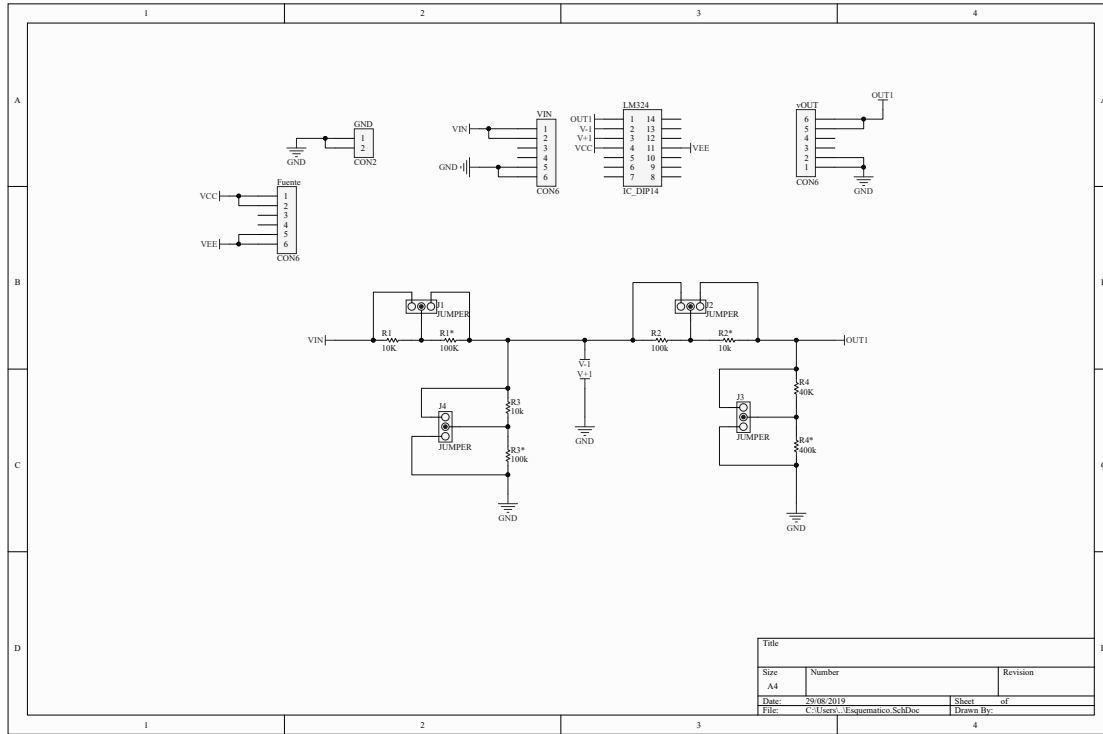 1 2 3 4
A
GND
1
2
CON2
GND
VIN
1
2
3
4
5
6
CON6
VIN
GND
LM324
OUT1 1 14
V-1 2 13
V+1 3 12
VCC 4 11 VEE
5 10
6 9
7 8
IC_DIP14
vOUT
6
5
4
3
2
1
CON6
OUT1
GND
Fuente
VCC 1
2
3
4
5
VEE 6
CON6
B
J1
JUMPER
VIN
R1
10K
R1*
100K
J2
JUMPER
R2
100k
R2*
10k
OUT1
V-1
V+1
GND
J4
JUMPER
R3
10k
R3*
100k
GND
J3
JUMPER
R4
40K
R4*
400k
GND
C
D
Title
Size Number Revision
A4
Date: 29/08/2019 Sheet of
File: C:\Users\..\Esquematico.SchDoc Drawn By:
1 2 3 4